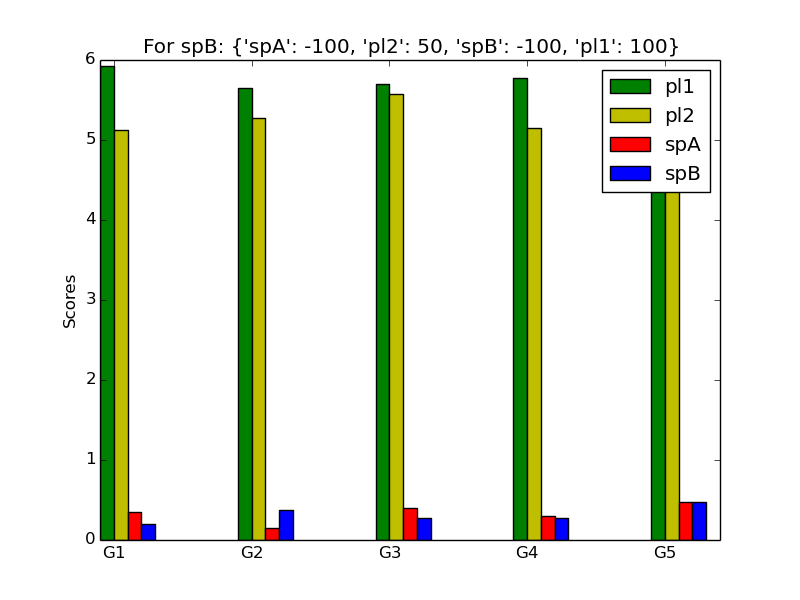 For spB: {'spA': -100, 'pl2': 50, 'spB': -100, 'pl1': 100}
6
5
4
3
2
1
0
Scores
pl1
pl2
spA
spB
G1
G2
G3
G4
G5